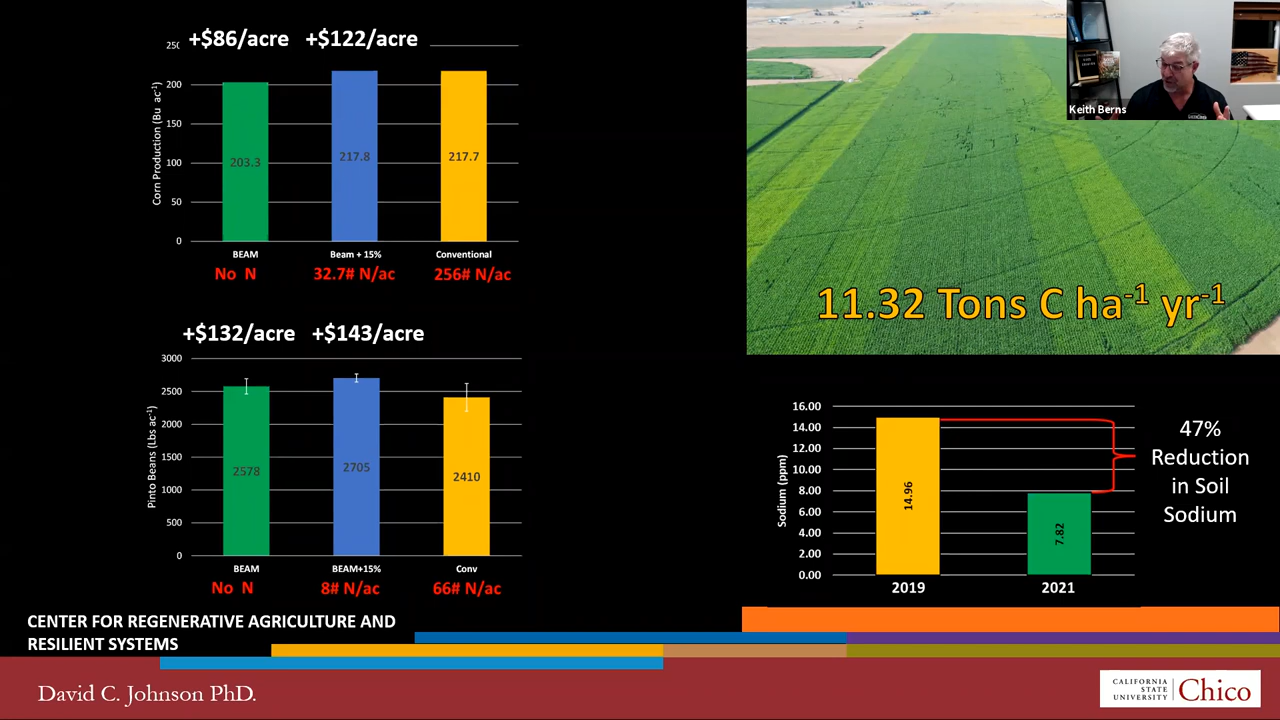 +$86/acre +$122/acre
250
200
150
100
50
0
Corn Production (Bu ac-1)
203.3
217.8
217.7
BEAM
Beam + 15%
Conventional
No N
32.7# N/ac
256# N/ac
+$132/acre +$143/acre
3000
2500
2000
1500
1000
500
0
Pinto Beans (Lbs ac-1)
2578
2705
2410
BEAM
BEAM+15%
Conv
No N
8# N/ac
66# N/ac
Keith Berns
11.32 Tons C ha-1 yr-1
16.00
14.00
12.00
10.00
8.00
6.00
4.00
2.00
0.00
Sodium (ppm)
14.96
7.82
2019
2021
47%
Reduction
in Soil
Sodium
CENTER FOR REGENERATIVE AGRICULTURE AND
RESILIENT SYSTEMS
David C. Johnson PhD.
CALIFORNIA
STATE
UNIVERSITY
Chico